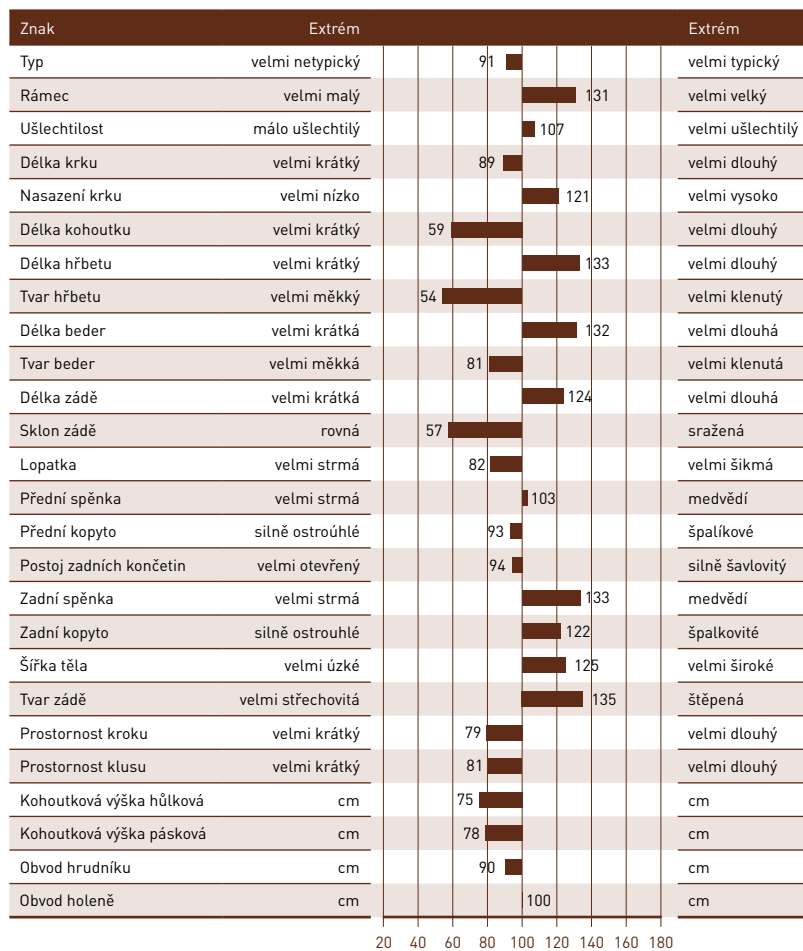 Znak Extrém Extrém
Typ velmi netypický 91 velmi typický
Rámec velmi malý 131 velmi velký
Ušlechtilost málo ušlechtilý 107 velmi ušlechtilý
Délka krku velmi krátký 89 velmi dlouhý
Nasazení krku velmi nízko 121 velmi vysoko
Délka kohoutku velmi krátký 59 velmi dlouhý
Délka hřbetu velmi krátký 133 velmi dlouhý
Tvar hřbetu velmi měkký 54 velmi klenutý
Délka beder velmi krátká 132 velmi dlouhá
Tvar beder velmi měkká 81 velmi klenutá
Délka zádě velmi krátká 124 velmi dlouhá
Sklon zádě rovná 57 sražená
Lopatka velmi strmá 82 velmi šikmá
Přední spěnka velmi strmá 103 medvědí
Přední kopyto silně ostroúhlé 93 špalíkové
Postoj zadních končetin velmi otevřený 94 silně šavlovitý
Zadní spěnka velmi strmá 133 medvědí
Zadní kopyto silně ostrouhlé 122 špalkovité
Šířka těla velmi úzké 125 velmi široké
Tvar zádě velmi střechovitá 135 štěpená
Prostornost kroku velmi krátký 79 velmi dlouhý
Prostornost klusu velmi krátký 81 velmi dlouhý
Kohoutková výška hůlková cm 75 cm
Kohoutková výška pásková cm 78 cm
Obvod hrudníku cm 90 cm
Obvod holeně cm 100 cm
20 40 60 80 100 120 140 160 180